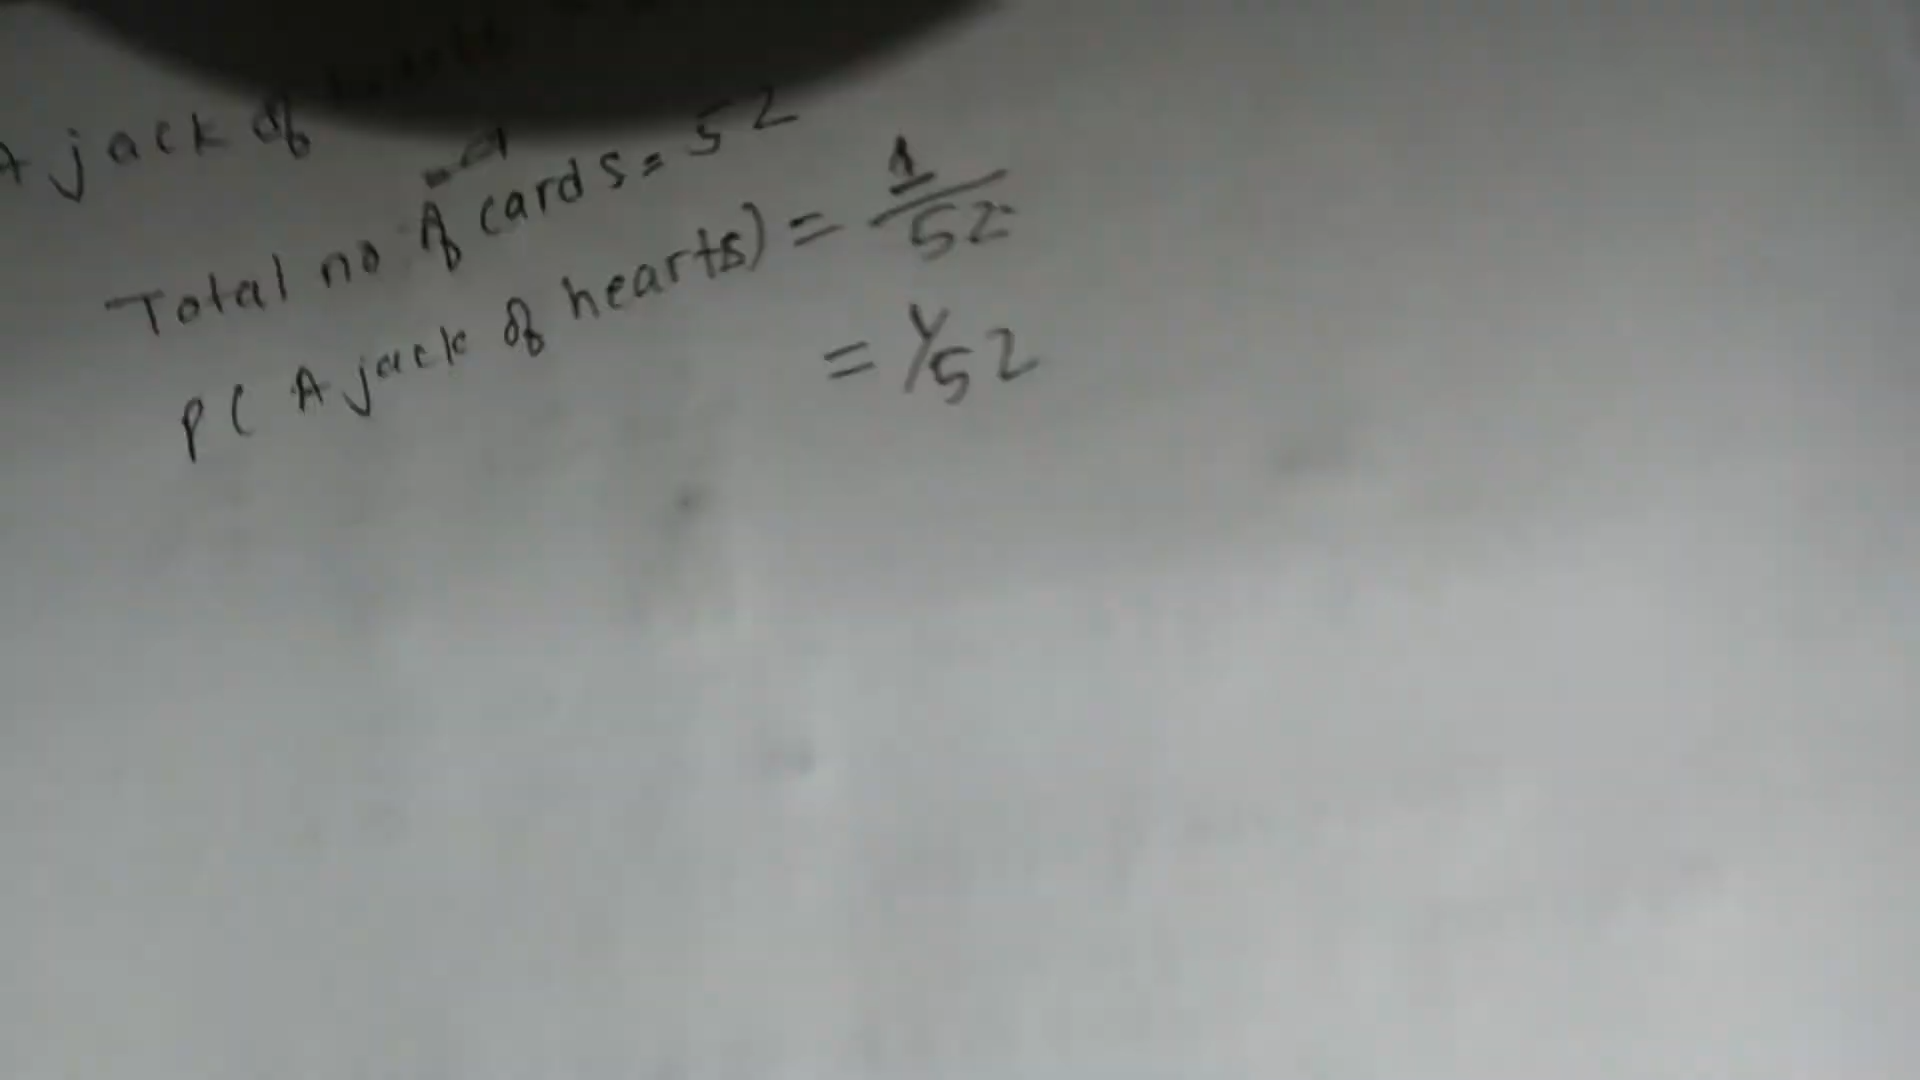 A jack of
Total no of cards = 52
P( A jack of hearts) = 1/52
= 1/52